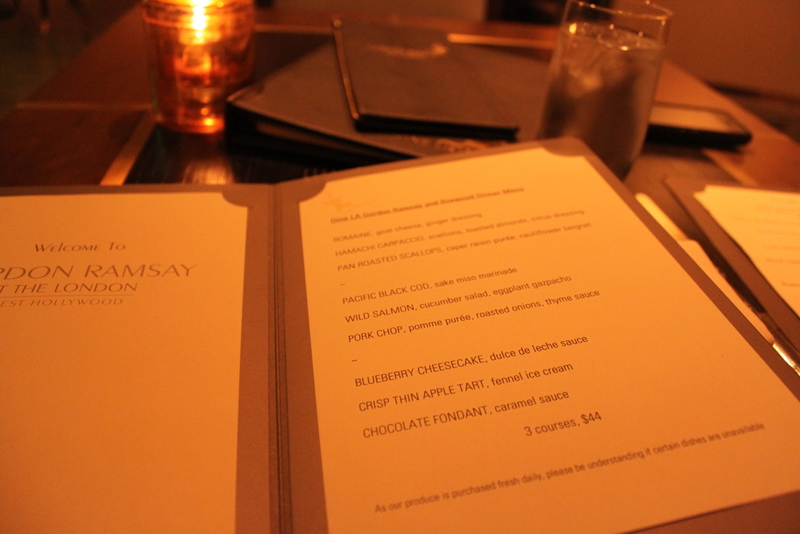 WELCOME TO
RDON RAMSAY
T THE LONDON
EST HOLLYWOOD
Dine LA Gordon Ramsay and Boxwood Dinner Menu
ROMAINE, goat cheese, ginger dressing
HAMACHI CARPACCIO, scallions, toasted almonds, citrus dressing
PAN ROASTED SCALLOPS, caper raisin purée, cauliflower beignet
–
PACIFIC BLACK COD, sake miso marinade
WILD SALMON, cucumber salad, eggplant gazpacho
PORK CHOP, pomme purée, roasted onions, thyme sauce
–
BLUEBERRY CHEESECAKE, dulce de leche sauce
CRISP THIN APPLE TART, fennel ice cream
CHOCOLATE FONDANT, caramel sauce
3 courses, $44
As our produce is purchased fresh daily, please be understanding if certain dishes are unavailable